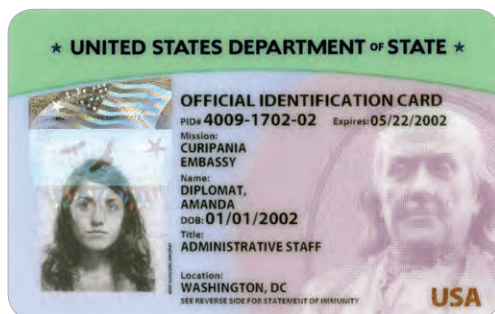 ★ UNITED STATES DEPARTMENT OF STATE ★
OFFICIAL IDENTIFICATION CARD
PID# 4009-1702-02 Expires: 05/22/2002
Mission:
CURIPANIA
EMBASSY
Name:
DIPLOMAT,
AMANDA
DOB: 01/01/2002
Title:
ADMINISTRATIVE STAFF
Location:
WASHINGTON, DC
SEE REVERSE SIDE FOR STATEMENT OF IMMUNITY
USA